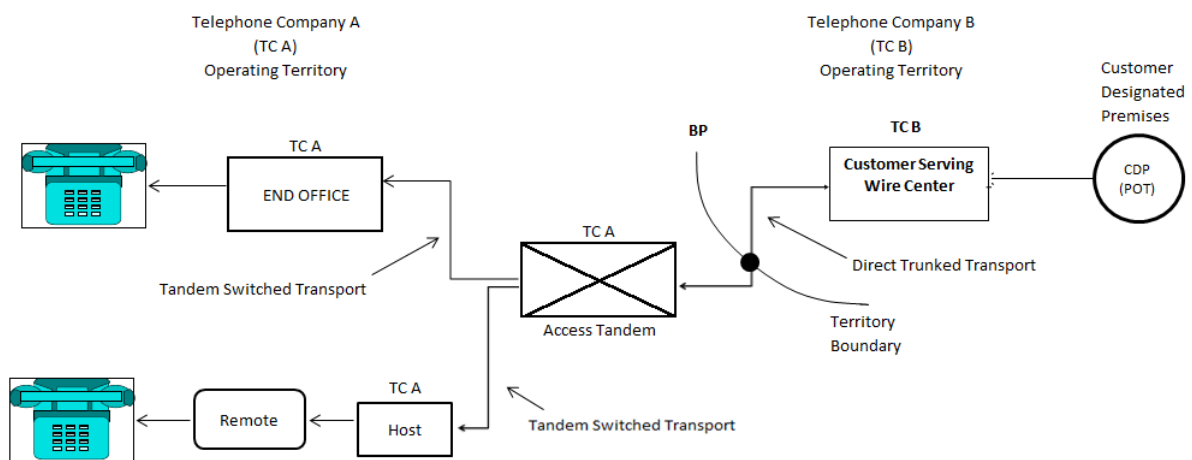 Telephone Company A
(TC A)
Operating Territory
Telephone Company B
(TC B)
Operating Territory
Customer
Designated
Premises
BP
TC B
TC A
Customer Serving
Wire Center
CDP
(POT)
END OFFICE
TC A
Direct Trunked Transport
Tandem Switched Transport
Access Tandem
Territory
Boundary
TC A
Remote
Host
Tandem Switched Transport